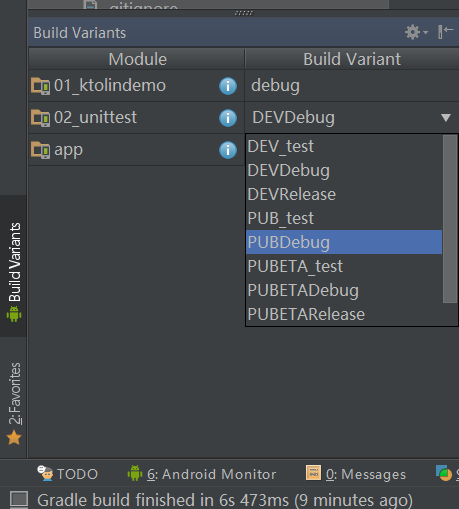 .gitignore
Build Variants
Module Build Variant
01_ktolindemo debug
02_unittest DEVDebug
app
DEV_test
DEVDebug
DEVRelease
PUB_test
PUBDebug
PUBETA_test
PUBETADebug
PUBETARelease
Build Variants
2: Favorites
TODO 6: Android Monitor 0: Messages
Gradle build finished in 6s 473ms (9 minutes ago)